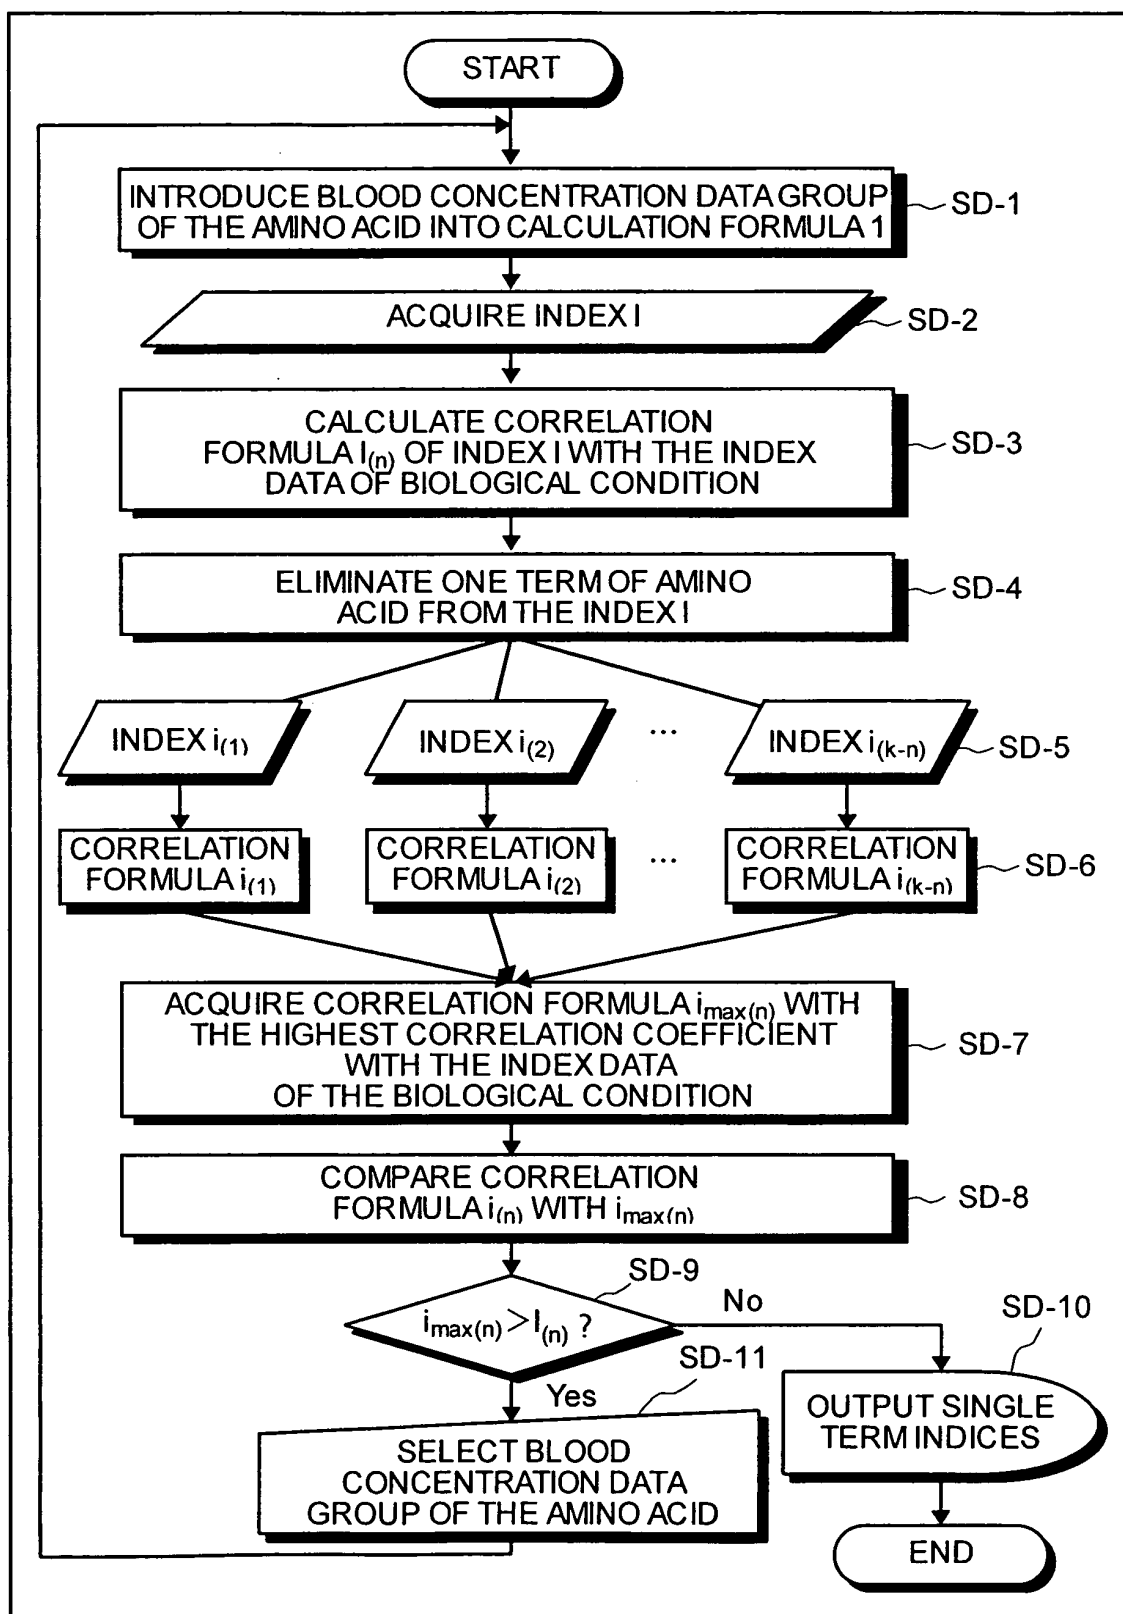 START
INTRODUCE BLOOD CONCENTRATION DATA GROUP
OF THE AMINO ACID INTO CALCULATION FORMULA 1
SD-1
ACQUIRE INDEX I
SD-2
CALCULATE CORRELATION
FORMULA I(n) OF INDEX I WITH THE INDEX
DATA OF BIOLOGICAL CONDITION
SD-3
ELIMINATE ONE TERM OF AMINO
ACID FROM THE INDEX I
SD-4
INDEX i(1)
INDEX i(2)
...
INDEX i(k-n)
SD-5
CORRELATION
FORMULA i(1)
CORRELATION
FORMULA i(2)
...
CORRELATION
FORMULA i(k-n)
SD-6
ACQUIRE CORRELATION FORMULA imax(n) WITH
THE HIGHEST CORRELATION COEFFICIENT
WITH THE INDEX DATA
OF THE BIOLOGICAL CONDITION
SD-7
COMPARE CORRELATION
FORMULA i(n) WITH imax(n)
SD-8
SD-9
imax(n) > I(n) ?
No
SD-10
SD-11
Yes
OUTPUT SINGLE
TERM INDICES
SELECT BLOOD
CONCENTRATION DATA
GROUP OF THE AMINO ACID
END